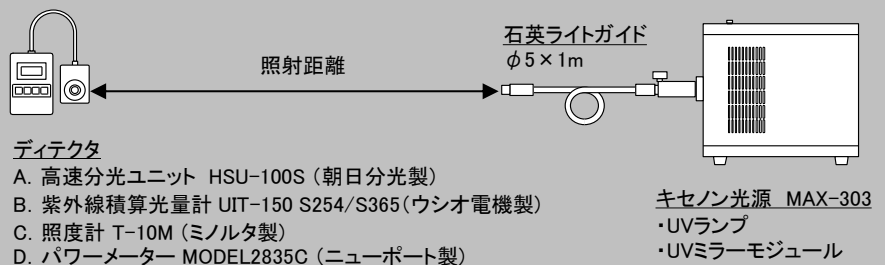 石英ライトガイド
φ5×1m
照射距離
ディテクタ
A. 高速分光ユニット HSU-100S (朝日分光製)
B. 紫外線積算光量計 UIT-150 S254/S365(ウシオ電機製)
C. 照度計 T-10M (ミノルタ製)
D. パワーメーター MODEL2835C (ニューポート製)
キセノン光源 MAX-303
・UVランプ
・UVミラーモジュール